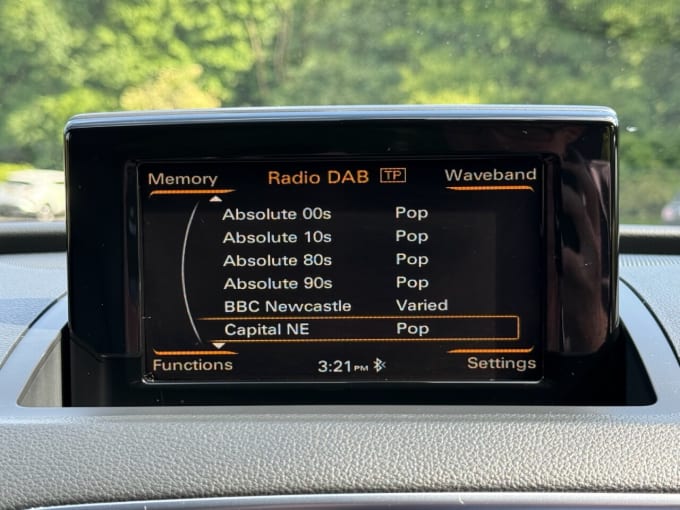 Memory Radio DAB TP Waveband
Absolute 00s Pop
Absolute 10s Pop
Absolute 80s Pop
Absolute 90s Pop
BBC Newcastle Varied
Capital NE Pop
Functions 3:21PM Settings